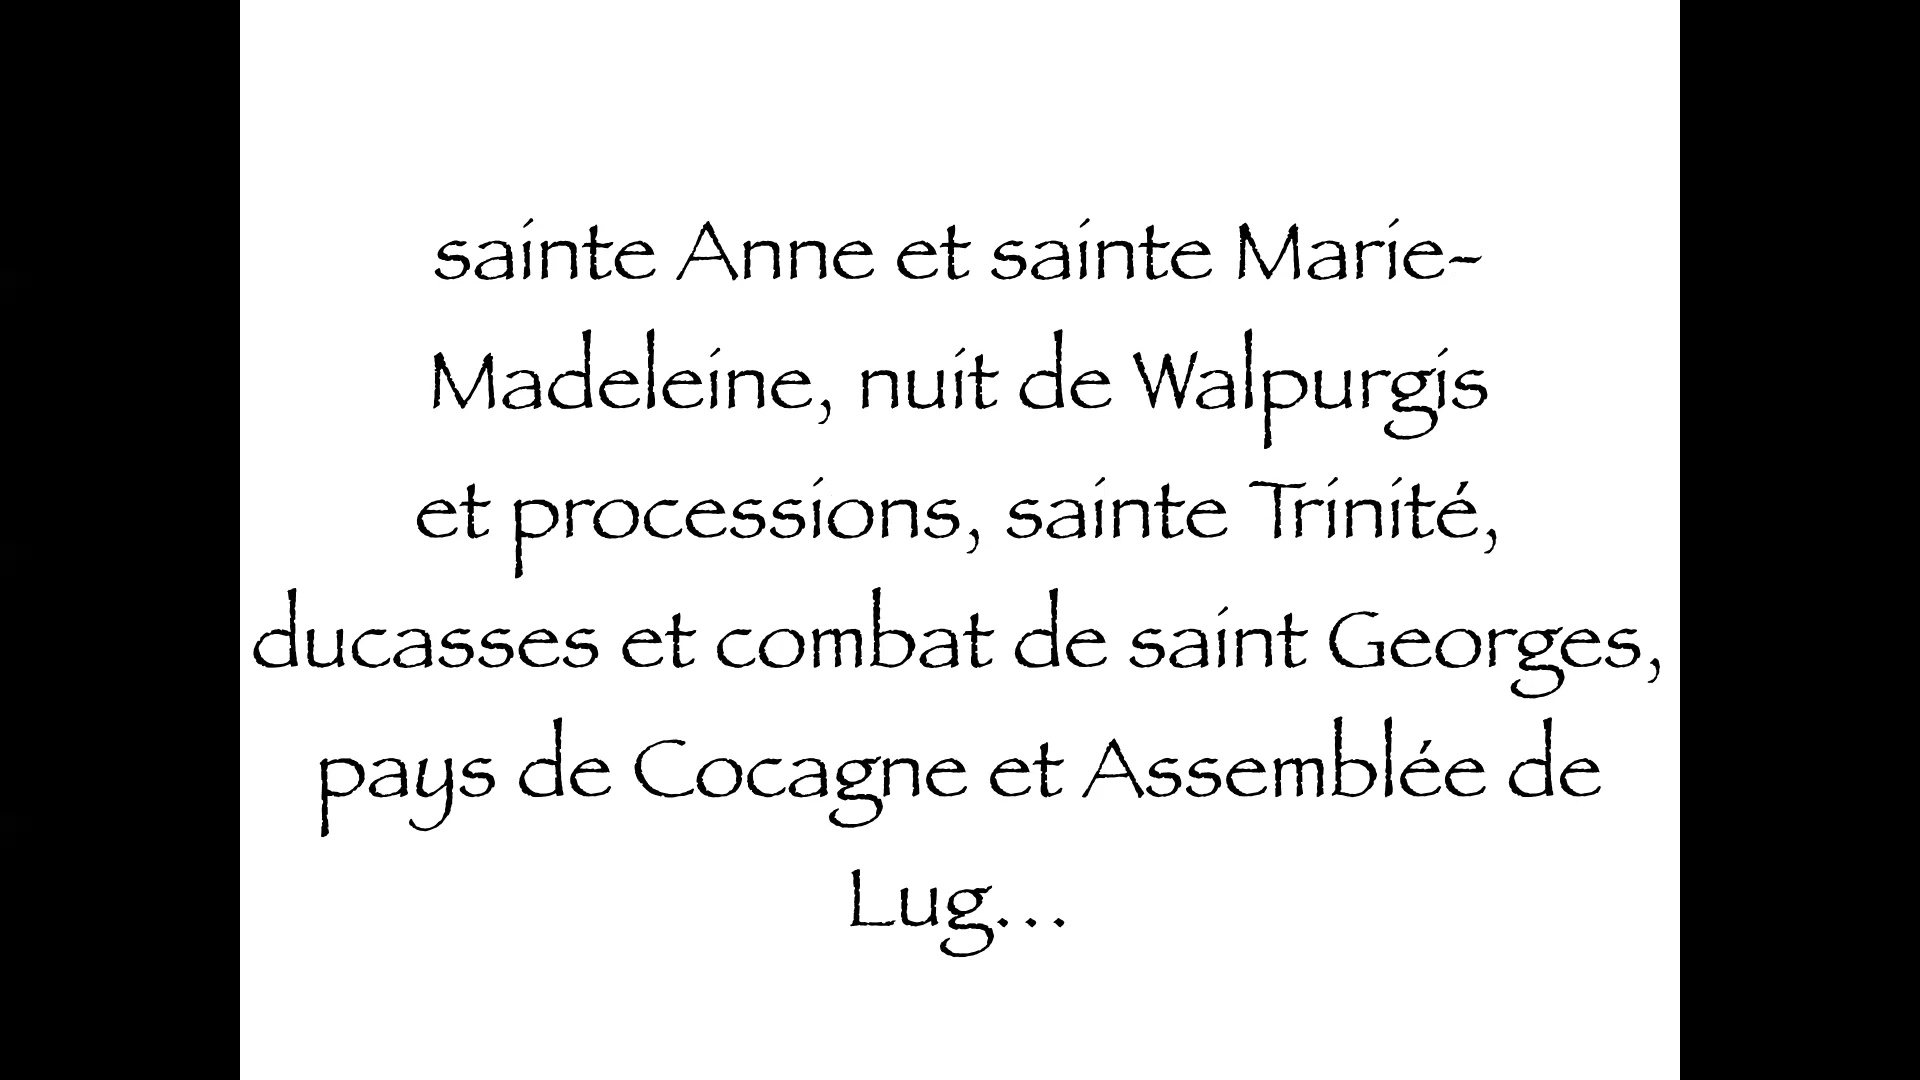 sainte Anne et sainte Marie-
Madeleine, nuit de Walpurgis
et processions, sainte Trinité,
ducasses et combat de saint Georges,
pays de Cocagne et Assemblée de
Lug...